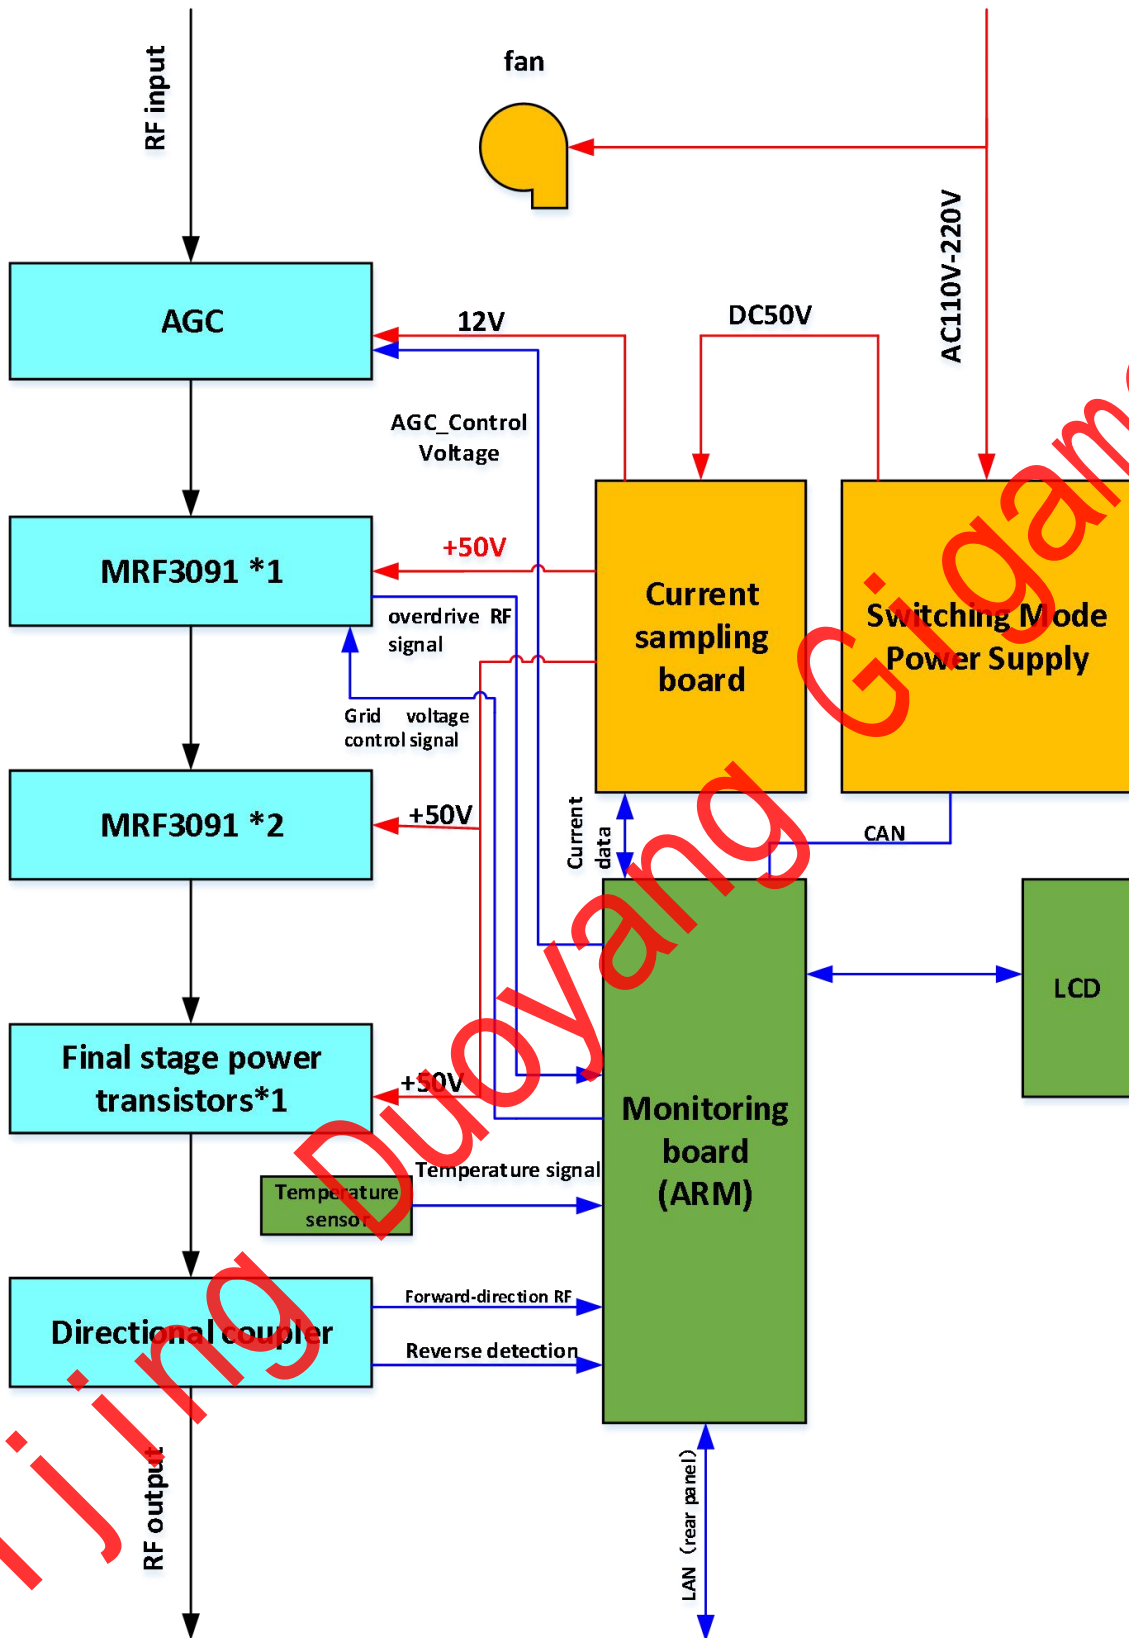 fan
RF input
AC110V-220V
AGC
12V
DC50V
AGC_Control
Voltage
MRF3091 *1
+50V
overdrive RF
signal
Current
sampling
board
Switching Mode
Power Supply
Grid voltage
control signal
MRF3091 *2
+50V
Current
data
CAN
LCD
Final stage power
transistors*1
+50V
Monitoring
board
(ARM)
Temperature signal
Temperature
sensor
Directional coupler
Forward-direction RF
Reverse detection
RF output
LAN（rear panel）
ijing Duoyang Gigame